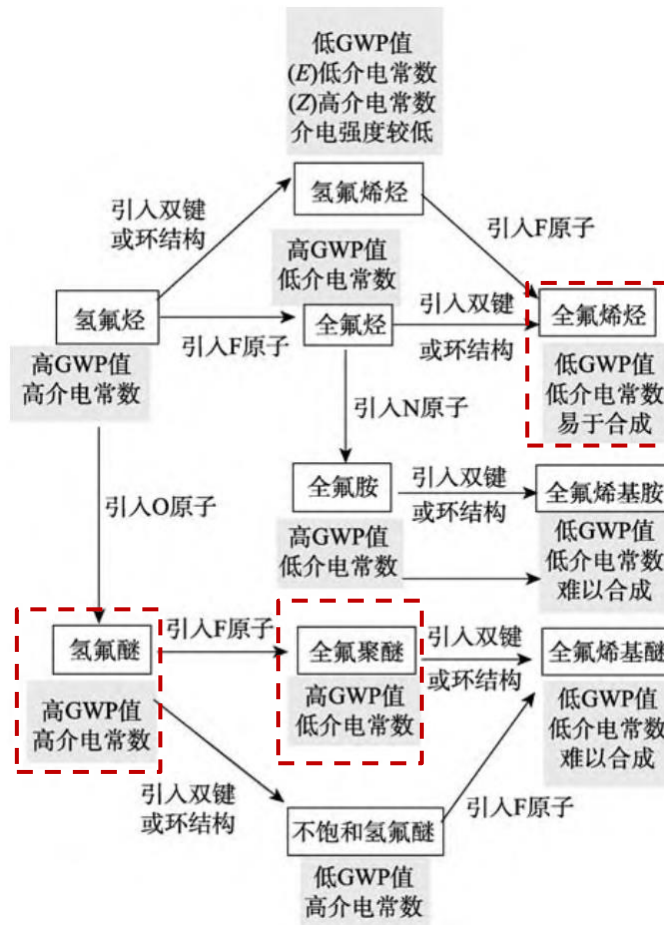 低GWP值
(E)低介电常数
(Z)高介电常数
介电强度较低
氢氟烯烃
引入双键
或环结构
引入F原子
高GWP值
低介电常数
氢氟烃
引入F原子
全氟烃
引入双键
或环结构
全氟烯烃
高GWP值
高介电常数
低GWP值
低介电常数
易于合成
引入N原子
引入O原子
全氟胺
引入双键
或环结构
全氟烯基胺
高GWP值
低介电常数
低GWP值
低介电常数
难以合成
氢氟醚
引入F原子
全氟聚醚
引入双键
或环结构
全氟烯基醚
高GWP值
高介电常数
高GWP值
低介电常数
低GWP值
低介电常数
难以合成
引入双键
或环结构
引入F原子
不饱和氢氟醚
低GWP值
高介电常数